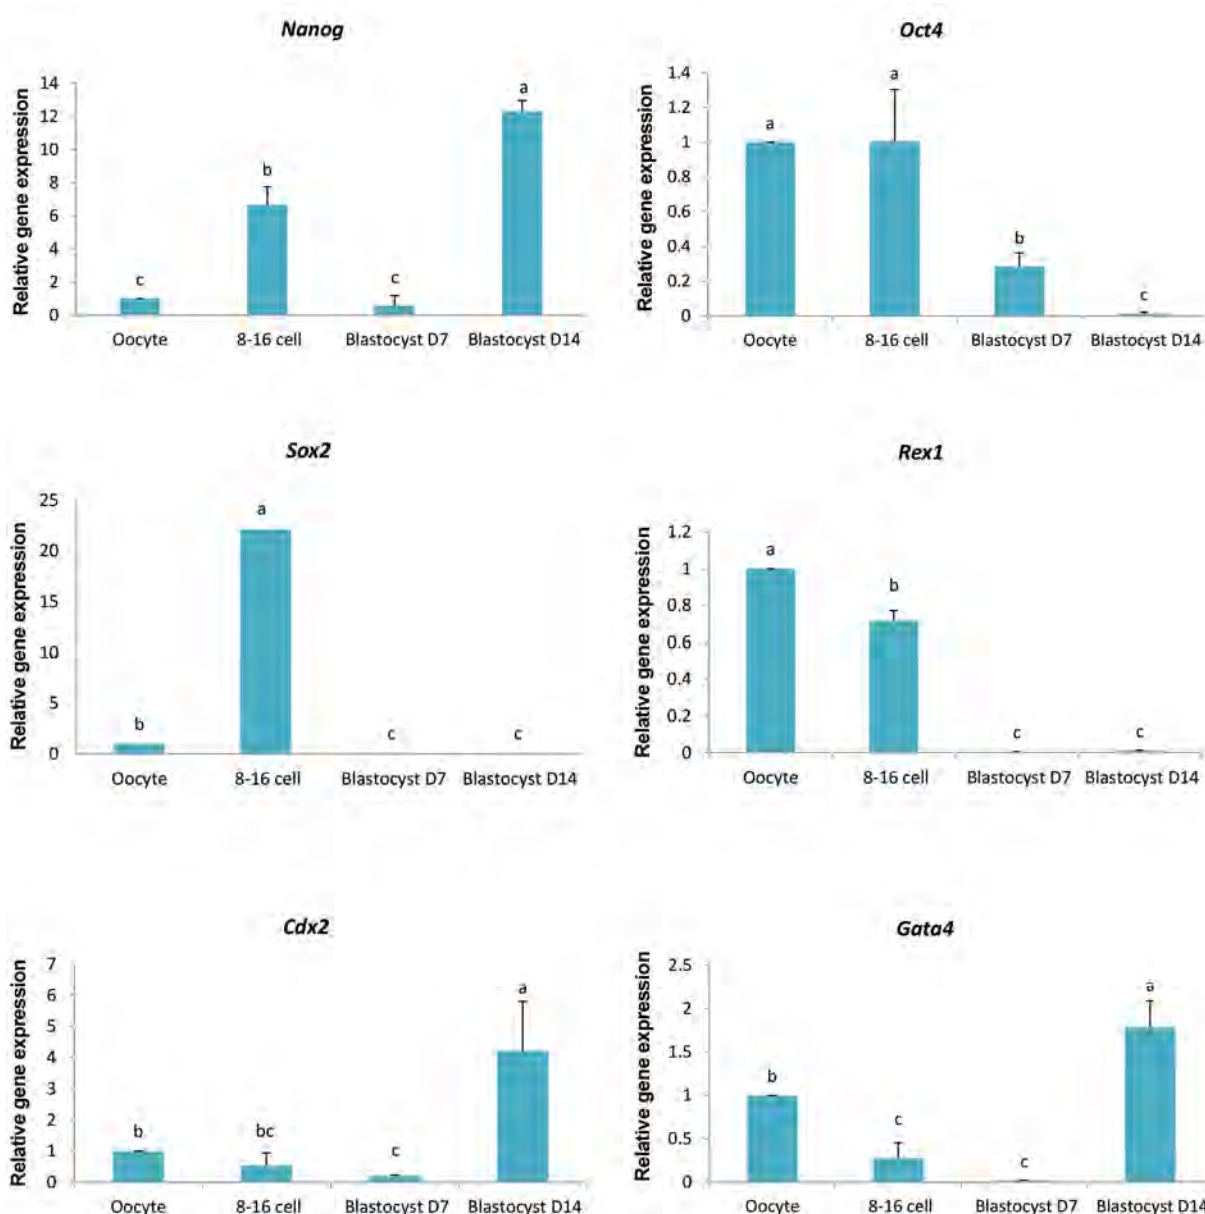 Nanog
Relative gene expression
14
12
10
8
6
4
2
0
c
b
c
a
Oocyte 8-16 cell Blastocyst D7 Blastocyst D14
Oct4
Relative gene expression
1.4
1.2
1
0.8
0.6
0.4
0.2
0
a
a
b
c
Oocyte 8-16 cell Blastocyst D7 Blastocyst D14
Sox2
Relative gene expression
25
20
15
10
5
0
b
a
c
c
Oocyte 8-16 cell Blastocyst D7 Blastocyst D14
Rex1
Relative gene expression
1.2
1
0.8
0.6
0.4
0.2
0
a
b
c
c
Oocyte 8-16 cell Blastocyst D7 Blastocyst D14
Cdx2
Relative gene expression
7
6
5
4
3
2
1
0
b
bc
c
a
Oocyte 8-16 cell Blastocyst D7 Blastocyst D14
Gata4
Relative gene expression
2.5
2
1.5
1
0.5
0
b
c
c
a
Oocyte 8-16 cell Blastocyst D7 Blastocyst D14